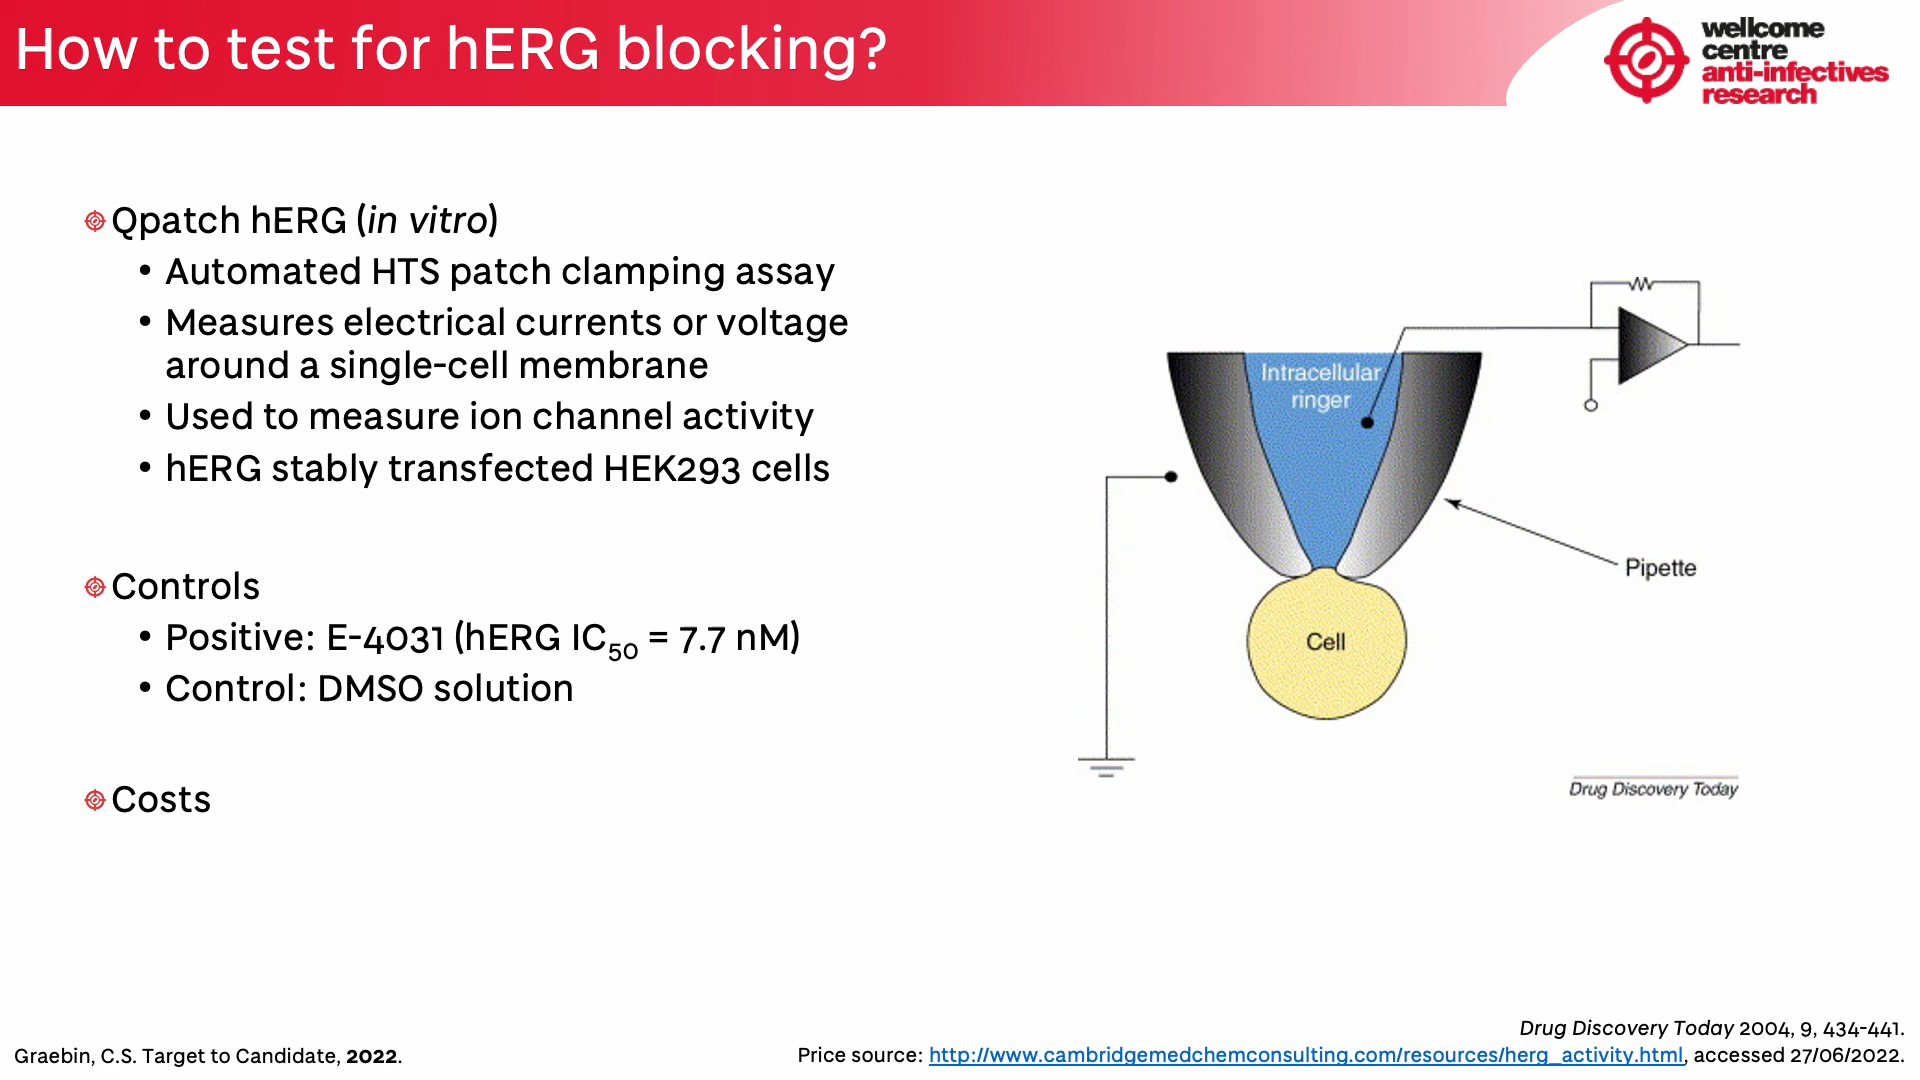 How to test for hERG blocking?
wellcome
centre
anti-infectives
research
Qpatch hERG (in vitro)
• Automated HTS patch clamping assay
• Measures electrical currents or voltage
around a single-cell membrane
• Used to measure ion channel activity
• hERG stably transfected HEK293 cells
Controls
• Positive: E-4031 (hERG IC50 = 7.7 nM)
• Control: DMSO solution
Costs
Intracellular
ringer
Pipette
Cell
Drug Discovery Today
Drug Discovery Today 2004, 9, 434-441.
Graebin, C.S. Target to Candidate, 2022.
Price source: http://www.cambridgemedchemconsulting.com/resources/herg_activity.html, accessed 27/06/2022.